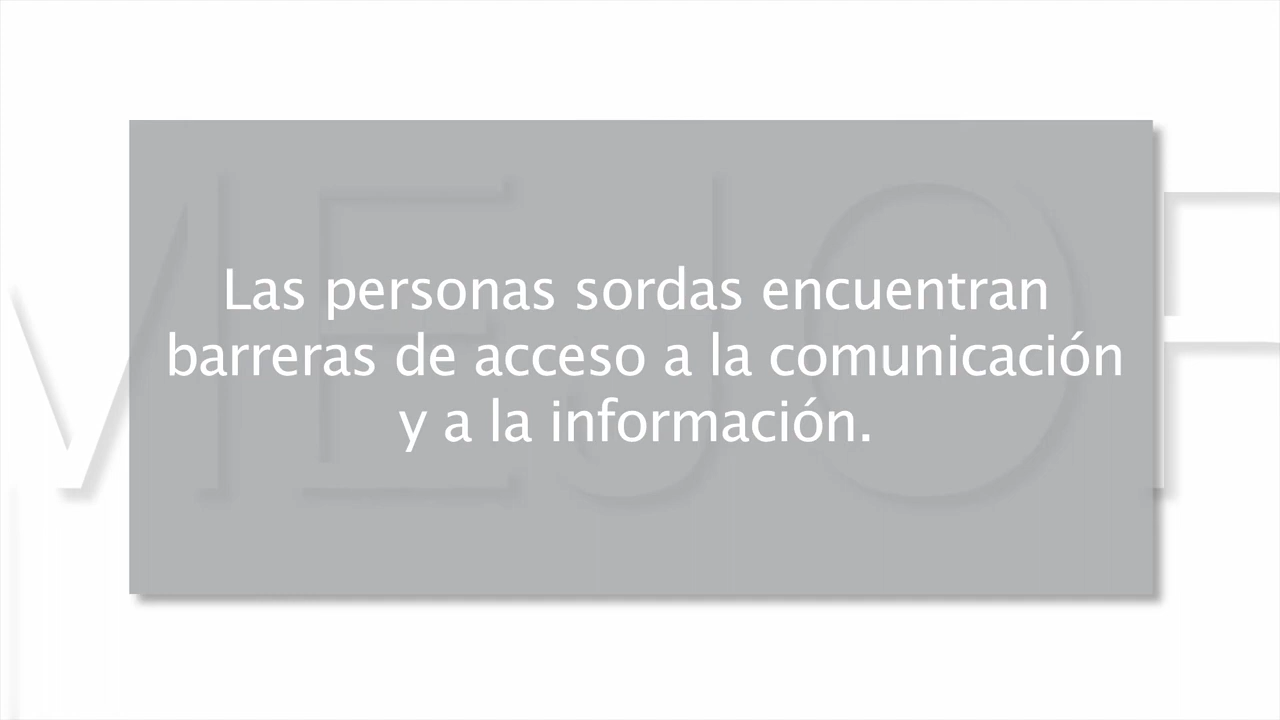 Las personas sordas encuentran
barreras de acceso a la comunicación
y a la información.